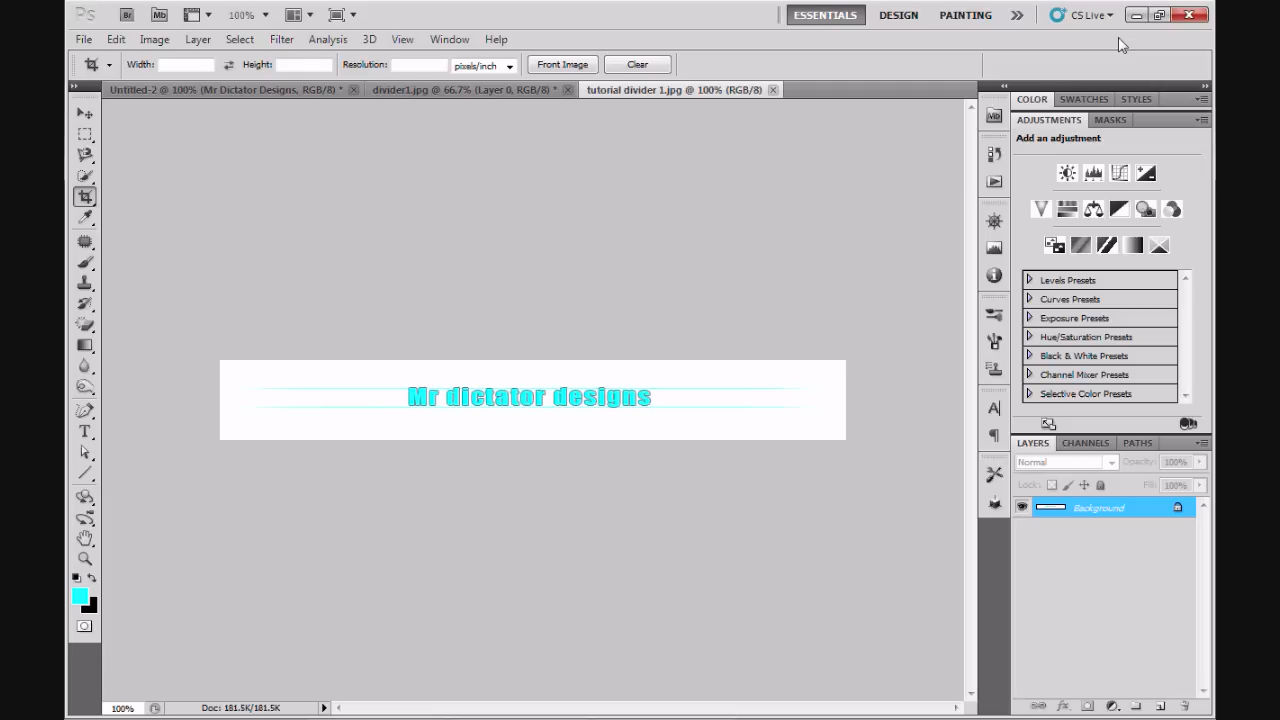 Ps Br Mb 100% ESSENTIALS DESIGN PAINTING CS Live
File Edit Image Layer Select Filter Analysis 3D View Window Help
Width: Height: Resolution: pixels/inch Front Image Clear
Untitled-2 @ 100% (Mr Dictator Designs, RGB/8) * divider1.jpg @ 66.7% (Layer 0, RGB/8) * tutorial divider 1.jpg @ 100% (RGB/8)
COLOR SWATCHES STYLES
ADJUSTMENTS MASKS
Add an adjustment
Levels Presets
Curves Presets
Exposure Presets
Hue/Saturation Presets
Black & White Presets
Channel Mixer Presets
Selective Color Presets
Mr dictator designs
LAYERS CHANNELS PATHS
Normal Opacity: 100%
Lock: Fill: 100%
Background
100% Doc: 181.5K/181.5K